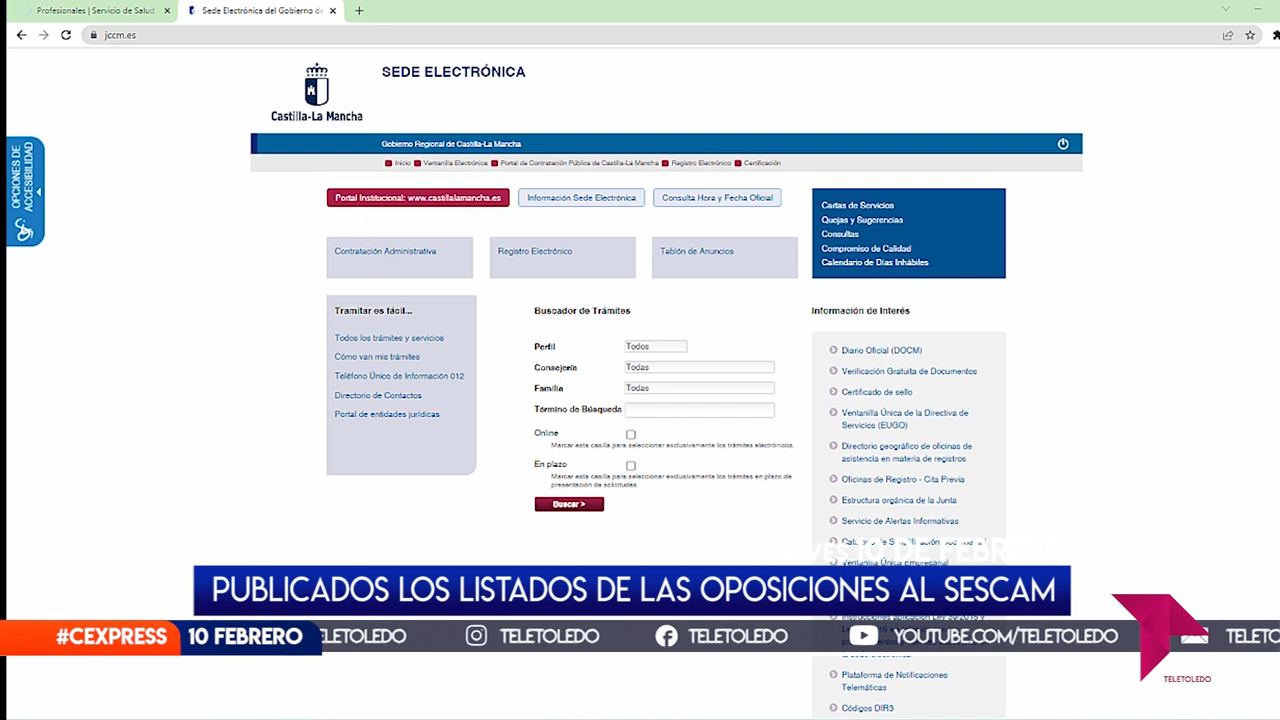 Profesionales | Servicio de Salud
Sede Electrónica del Gobierno de
jccm.es
SEDE ELECTRÓNICA
Castilla-La Mancha
OPCIONES DE
ACCESIBILIDAD
Gobierno Regional de Castilla-La Mancha
Inicio Ventanilla Electrónica Portal de Contratación Pública de Castilla-La Mancha Registro Electrónico Certificación
Portal Institucional: www.castillalamancha.es
Información Sede Electrónica
Consulta Hora y Fecha Oficial
Cartas de Servicios
Quejas y Sugerencias
Consultas
Compromiso de Calidad
Calendario de Días Inhábiles
Contratación Administrativa
Registro Electrónico
Tablón de Anuncios
Tramitar es fácil...
Todos los trámites y servicios
Cómo van mis trámites
Teléfono Único de Información 012
Directorio de Contactos
Portal de entidades jurídicas
Buscador de Trámites
Perfil Todos
Consejería Todas
Familia Todas
Término de Búsqueda
Online
Marcar esta casilla para seleccionar exclusivamente los trámites electrónicos.
En plazo
Marcar esta casilla para seleccionar exclusivamente los trámites en plazo de
presentación de solicitudes.
Buscar >
Información de Interés
Diario Oficial (DOCM)
Verificación Gratuita de Documentos
Certificado de sello
Ventanilla Única de la Directiva de
Servicios (EUGO)
Directorio geográfico de oficinas de
asistencia en materia de registros
Oficinas de Registro - Cita Previa
Estructura orgánica de la Junta
Servicio de Alertas Informativas
Ventanilla Única Empresarial
10 DE
PUBLICADOS LOS LISTADOS DE LAS OPOSICIONES AL SESCAM
#CEXPRESS 10 FEBRERO
ELETOLEDO TELETOLEDO TELETOLEDO YOUTUBE.COM/TELETOLEDO TELETO
Plataforma de Notificaciones
Telemáticas
Códigos DIR3
TELETOLEDO